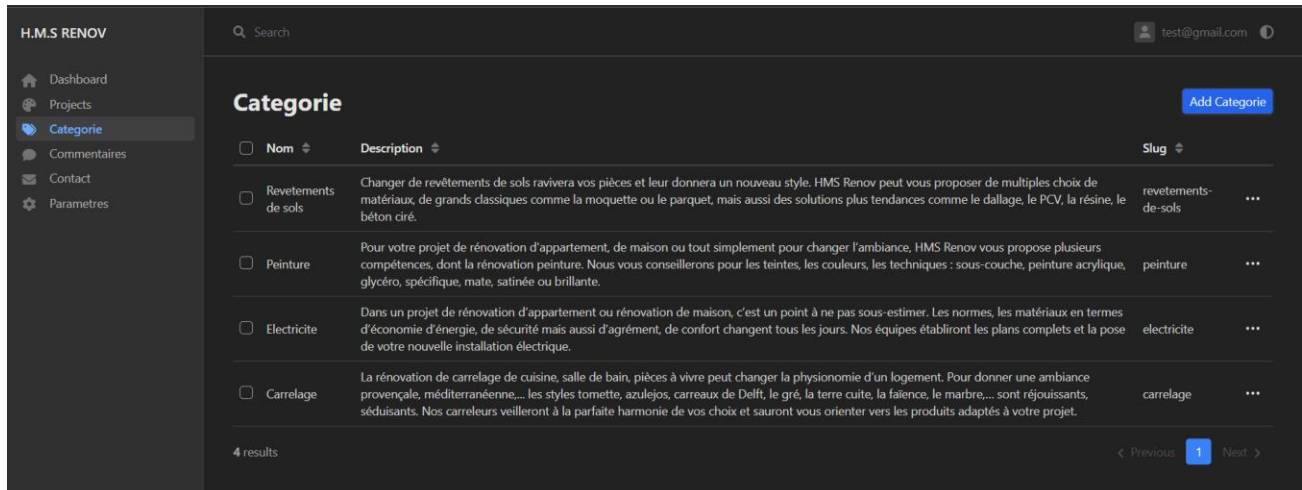 H.M.S RENOV
Search
test@gmail.com
Dashboard
Projects
Categorie
Commentaires
Contact
Parametres
Categorie
Add Categorie
Nom
Description
Slug
Revetements
de sols
Changer de revêtements de sols ravivera vos pièces et leur donnera un nouveau style. HMS Renov peut vous proposer de multiples choix de
matériaux, de grands classiques comme la moquette ou le parquet, mais aussi des solutions plus tendances comme le dallage, le PCV, la résine, le
béton ciré.
revetements-
de-sols
Peinture
Pour votre projet de rénovation d'appartement, de maison ou tout simplement pour changer l'ambiance, HMS Renov vous propose plusieurs
compétences, dont la rénovation peinture. Nous vous conseillerons pour les teintes, les couleurs, les techniques : sous-couche, peinture acrylique,
glycéro, spécifique, mate, satinée ou brillante.
peinture
Electricite
Dans un projet de rénovation d'appartement ou rénovation de maison, c'est un point à ne pas sous-estimer. Les normes, les matériaux en termes
d'économie d'énergie, de sécurité mais aussi d'agrément, de confort changent tous les jours. Nos équipes établiront les plans complets et la pose
de votre nouvelle installation électrique.
electricite
Carrelage
La rénovation de carrelage de cuisine, salle de bain, pièces à vivre peut changer la physionomie d'un logement. Pour donner une ambiance
provençale, méditerranéenne,... les styles tomette, azulejos, carreaux de Delft, le gré, la terre cuite, la faïence, le marbre,... sont réjouissants,
séduisants. Nos carreleurs veilleront à la parfaite harmonie de vos choix et sauront vous orienter vers les produits adaptés à votre projet.
carrelage
4 results
Previous
1
Next